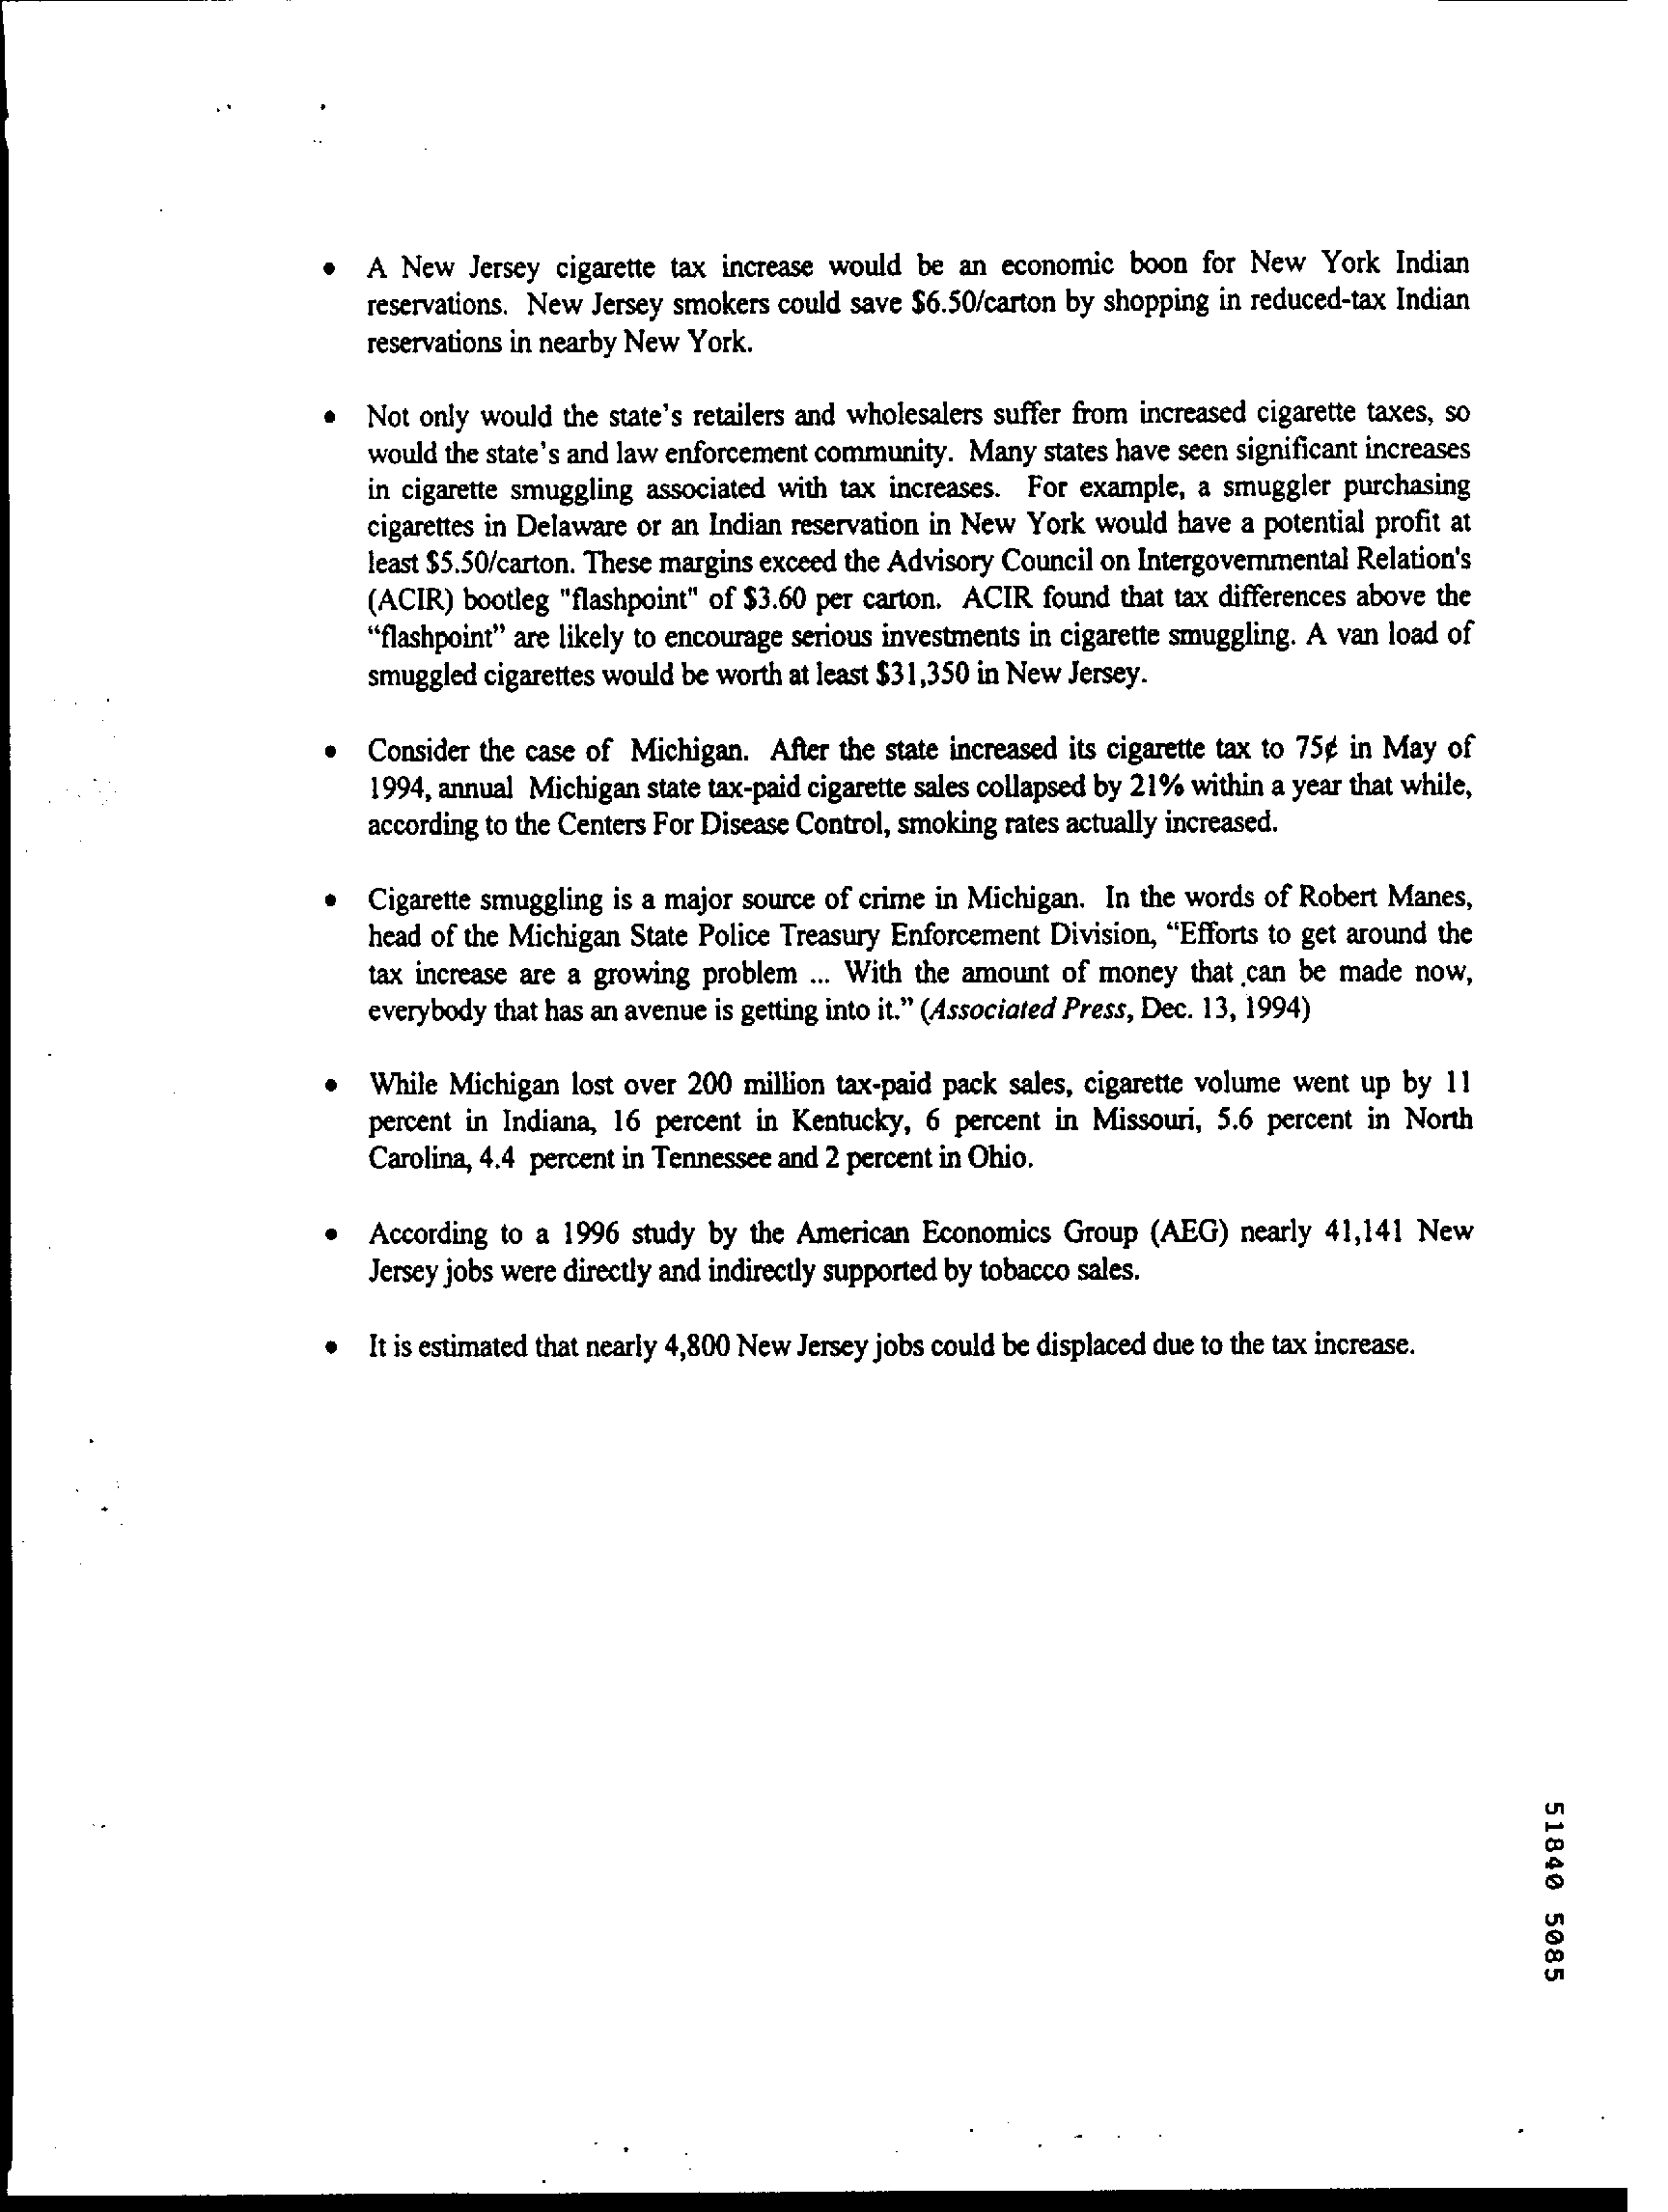 • A New Jersey cigarette tax increase would be an economic boon for New York Indian
reservations. New Jersey smokers could save $6.50/carton by shopping in reduced-tax Indian
reservations in nearby New York.
• Not only would the state's retailers and wholesalers suffer from increased cigarette taxes, so
would the state's and law enforcement community. Many states have seen significant increases
in cigarette smuggling associated with tax increases. For example, a smuggler purchasing
cigarettes in Delaware or an Indian reservation in New York would have a potential profit at
least $5.50/carton. These margins exceed the Advisory Council on Intergovernmental Relation's
(ACIR) bootleg "flashpoint" of $3.60 per carton. ACIR found that tax differences above the
“flashpoint” are likely to encourage serious investments in cigarette smuggling. A van load of
smuggled cigarettes would be worth at least $31,350 in New Jersey.
• Consider the case of Michigan. After the state increased its cigarette tax to 75¢ in May of
1994, annual Michigan state tax-paid cigarette sales collapsed by 21% within a year that while,
according to the Centers For Disease Control, smoking rates actually increased.
• Cigarette smuggling is a major source of crime in Michigan. In the words of Robert Manes,
head of the Michigan State Police Treasury Enforcement Division, “Efforts to get around the
tax increase are a growing problem ... With the amount of money that can be made now,
everybody that has an avenue is getting into it.” (Associated Press, Dec. 13, 1994)
• While Michigan lost over 200 million tax-paid pack sales, cigarette volume went up by 11
percent in Indiana, 16 percent in Kentucky, 6 percent in Missouri, 5.6 percent in North
Carolina, 4.4 percent in Tennessee and 2 percent in Ohio.
• According to a 1996 study by the American Economics Group (AEG) nearly 41,141 New
Jersey jobs were directly and indirectly supported by tobacco sales.
• It is estimated that nearly 4,800 New Jersey jobs could be displaced due to the tax increase.
51840 5085